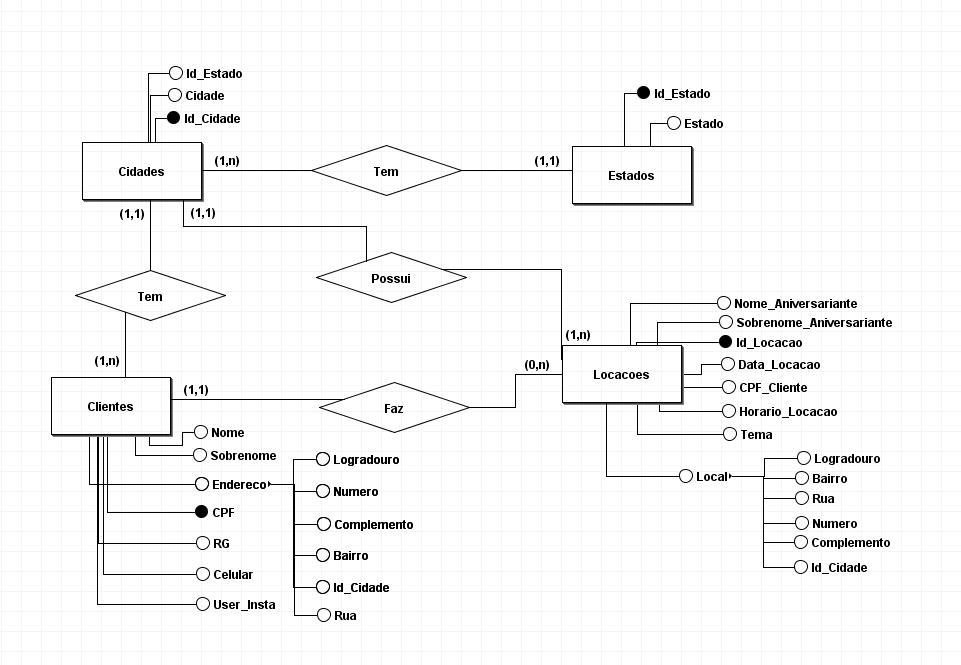 Id_Estado
Cidade
Id_Cidade
Id_Estado
Estado
Cidades
(1,n)
Tem
(1,1)
Estados
(1,1)
(1,1)
Possui
Tem
(1,n)
(1,n)
Nome_Aniversariante
Sobrenome_Aniversariante
Id_Locacao
Data_Locacao
CPF_Cliente
Horario_Locacao
Tema
Locacoes
(0,n)
Clientes
(1,1)
Faz
Nome
Sobrenome
Endereco
CPF
RG
Celular
User_Insta
Logradouro
Numero
Complemento
Bairro
Id_Cidade
Rua
Local
Logradouro
Bairro
Rua
Numero
Complemento
Id_Cidade